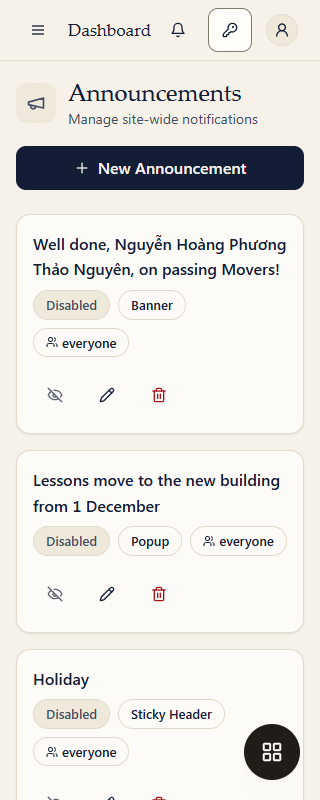 Dashboard
Announcements
Manage site-wide notifications
New Announcement
Well done, Nguyễn Hoàng Phương
Thảo Nguyên, on passing Movers!
Disabled
Banner
everyone
Lessons move to the new building
from 1 December
Disabled
Popup
everyone
Holiday
Disabled
Sticky Header
everyone